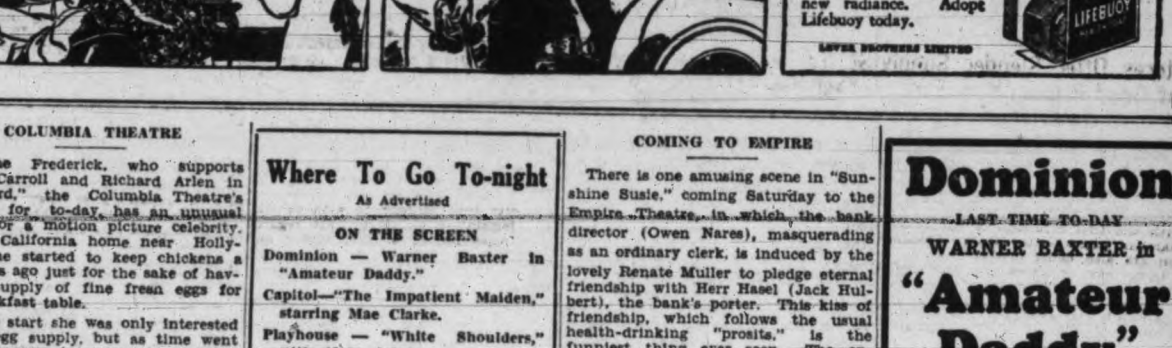 new radiance. Adopt
Lifebuoy today.
LEVER BROTHERS LIMITED
LIFEBUOY
COLUMBIA THEATRE
Frederick, who supports
Carroll and Richard Arlen in
the Columbia Theatre's
for to-day, has an unusual
a motion picture celebrity.
California home near Holly-
started to keep chickens a
ago just for the sake of hav-
supply of fine frean eggs for
table.
start she was only interested
supply, but as time went
Where To Go To-night
As Advertised
ON THE SCREEN
Dominion — Warner Baxter in
"Amateur Daddy."
Capitol—"The Impatient Maiden,"
starring Mae Clarke.
Playhouse — "White Shoulders,"
COMING TO EMPIRE
There is one amusing scene in "Sun-
shine Susie," coming Saturday to the
Empire Theatre, in which the bank
director (Owen Nares), masquerading
as an ordinary clerk, is induced by the
lovely Renate Muller to pledge eternal
friendship with Herr Hasel (Jack Hul-
bert), the bank's porter. This kiss of
friendship, which follows the usual
health-drinking "prosits," is the
funniest thing ever seen.
Dominion
LAST TIME TO-DAY
WARNER BAXTER in
"Amateur
Daddy"